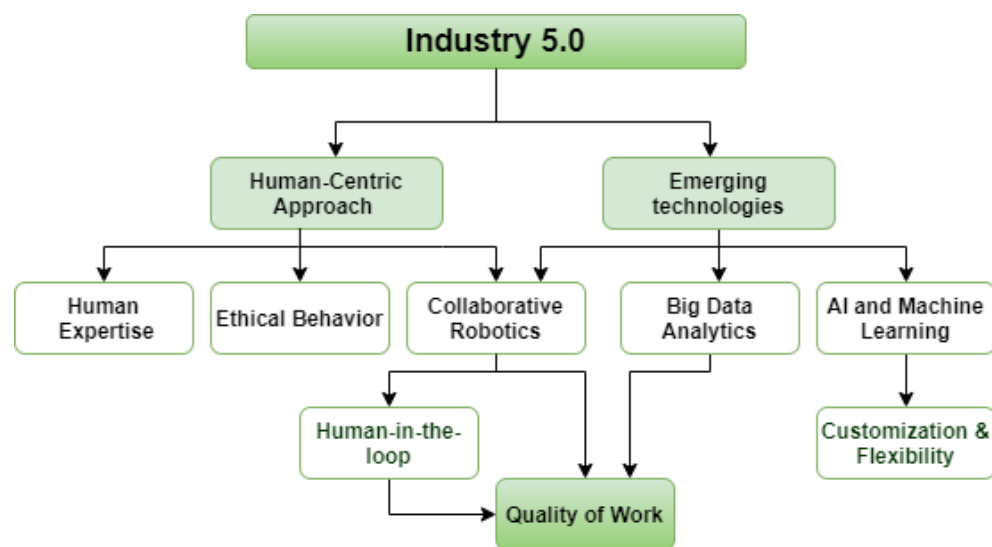 Industry 5.0
Human-Centric
Approach
Emerging
technologies
Human
Expertise
Ethical Behavior
Collaborative
Robotics
Big Data
Analytics
AI and Machine
Learning
Human-in-the-
loop
Customization &
Flexibility
Quality of Work